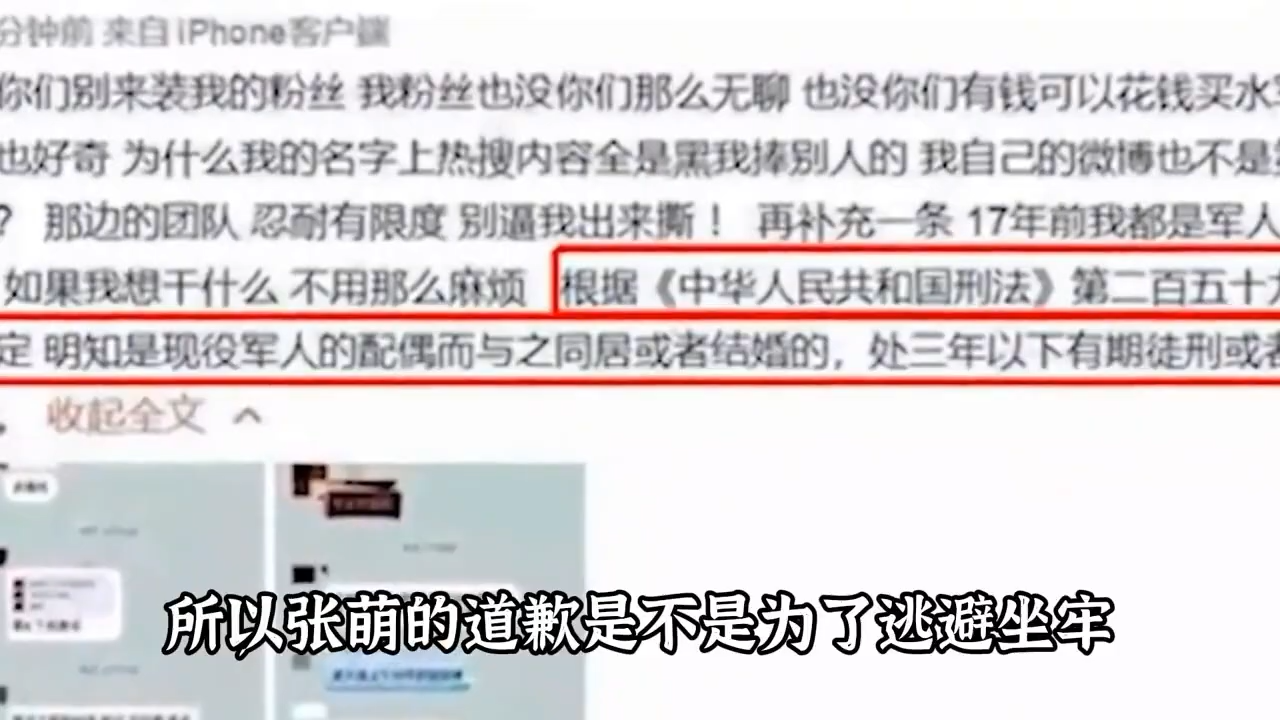 分钟前 来自 iPhone客户端
你们别来装我的粉丝 我粉丝也没你们那么无聊 也没你们有钱可以花钱买水
也好奇 为什么我的名字上热搜内容全是黑我捧别人的 我自己的微博也不是
? 那边的团队 忍耐有限度 别逼我出来撕！ 再补充一条 17年前我都是军人
如果我想干什么 不用那么麻烦 根据《中华人民共和国刑法》第二百五十
定 明知是现役军人的配偶而与之同居或者结婚的，处三年以下有期徒刑或
收起全文
所以张萌的道歉是不是为了逃避坐牢